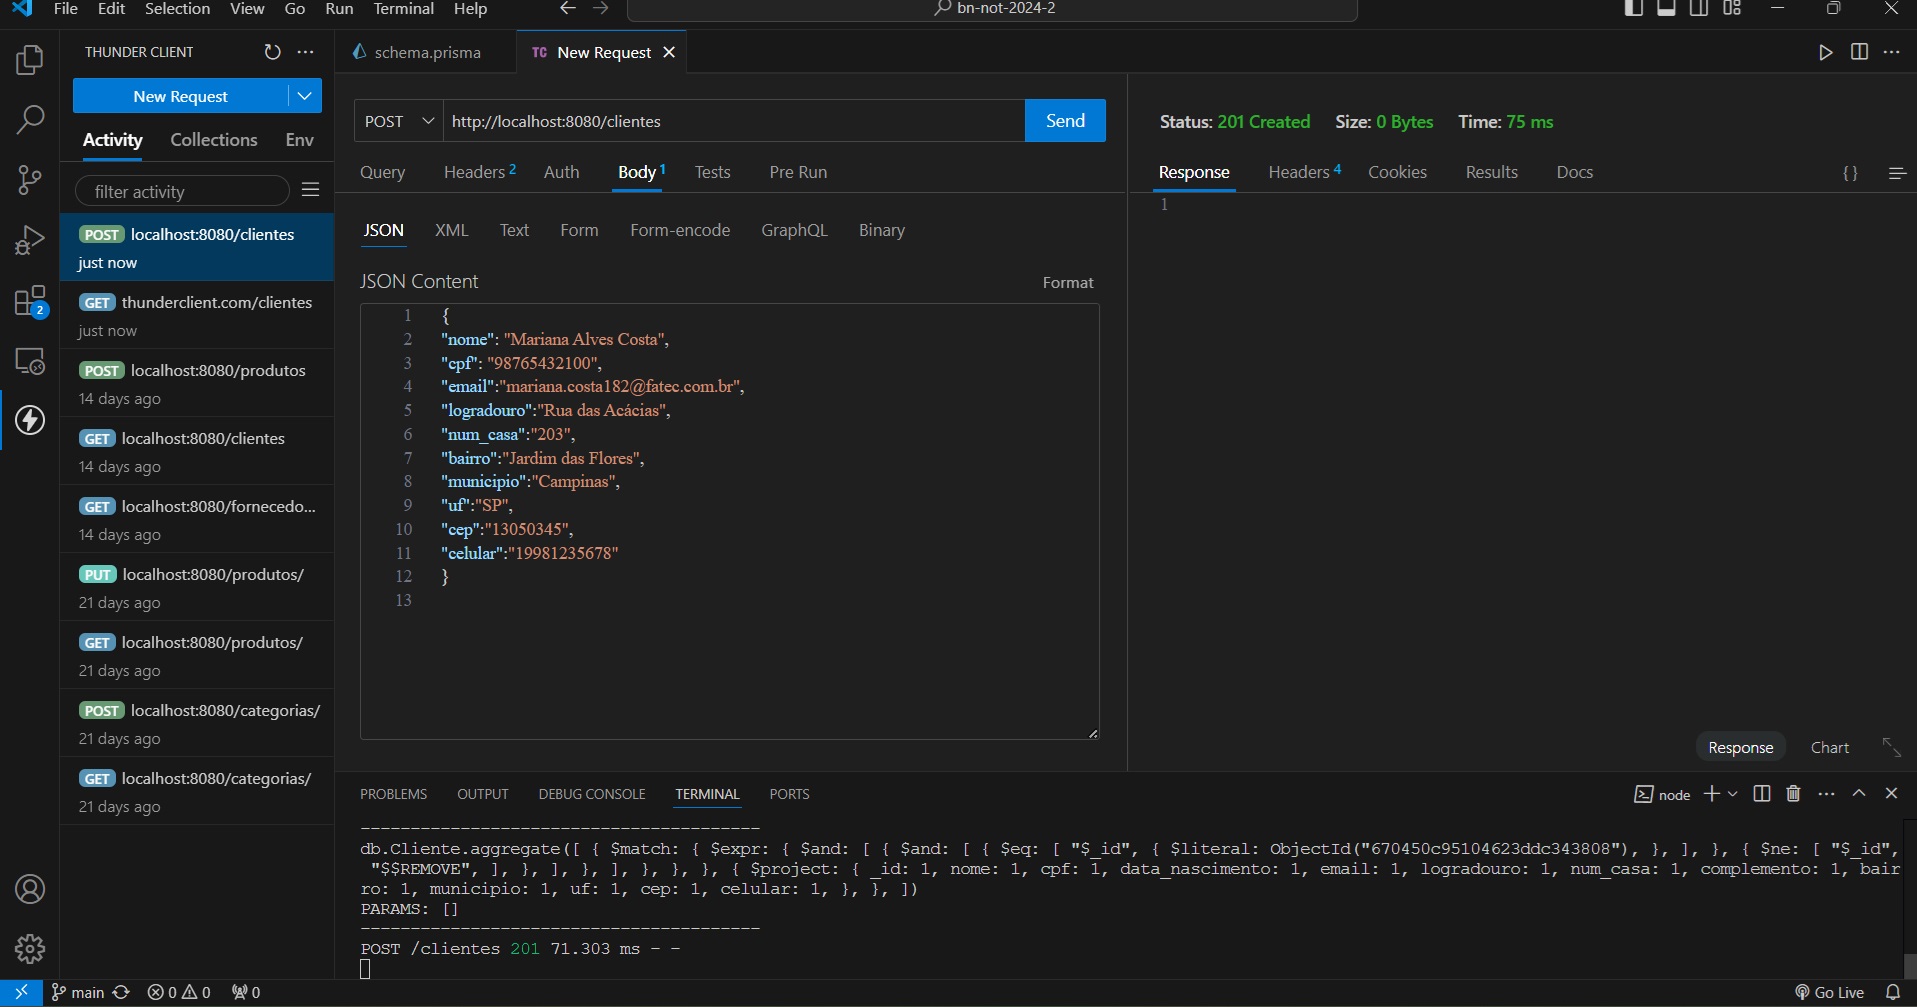 File Edit Selection View Go Run Terminal Help
bn-not-2024-2
THUNDER CLIENT
New Request
Activity Collections Env
filter activity
POST localhost:8080/clientes
just now
GET thunderclient.com/clientes
just now
POST localhost:8080/produtos
14 days ago
GET localhost:8080/clientes
14 days ago
GET localhost:8080/fornecedo...
14 days ago
PUT localhost:8080/produtos/
21 days ago
GET localhost:8080/produtos/
21 days ago
POST localhost:8080/categorias/
21 days ago
GET localhost:8080/categorias/
21 days ago
2
schema.prisma
TC New Request
POST http://localhost:8080/clientes Send
Query Headers 2 Auth Body 1 Tests Pre Run
JSON XML Text Form Form-encode GraphQL Binary
JSON Content Format
1 {
2 "nome": "Mariana Alves Costa",
3 "cpf": "98765432100",
4 "email":"mariana.costa182@fatec.com.br",
5 "logradouro":"Rua das Acácias",
6 "num_casa":"203",
7 "bairro":"Jardim das Flores",
8 "municipio":"Campinas",
9 "uf":"SP",
10 "cep":"13050345",
11 "celular":"19981235678"
12 }
13
Status: 201 Created Size: 0 Bytes Time: 75 ms
Response Headers 4 Cookies Results Docs {}
1
Response Chart
PROBLEMS OUTPUT DEBUG CONSOLE TERMINAL PORTS
node
----------------------------------------
db.Cliente.aggregate([ { $match: { $expr: { $and: [ { $and: [ { $eq: [ "$_id", { $literal: ObjectId("670450c95104623ddc343808"), }, ], }, { $ne: [ "$_id",
"$$REMOVE", ], }, ], }, ], }, }, }, { $project: { _id: 1, nome: 1, cpf: 1, data_nascimento: 1, email: 1, logradouro: 1, num_casa: 1, complemento: 1, bair
ro: 1, municipio: 1, uf: 1, cep: 1, celular: 1, }, }, ])
PARAMS: []
----------------------------------------
POST /clientes 201 71.303 ms - -
main 0 0 0
Go Live